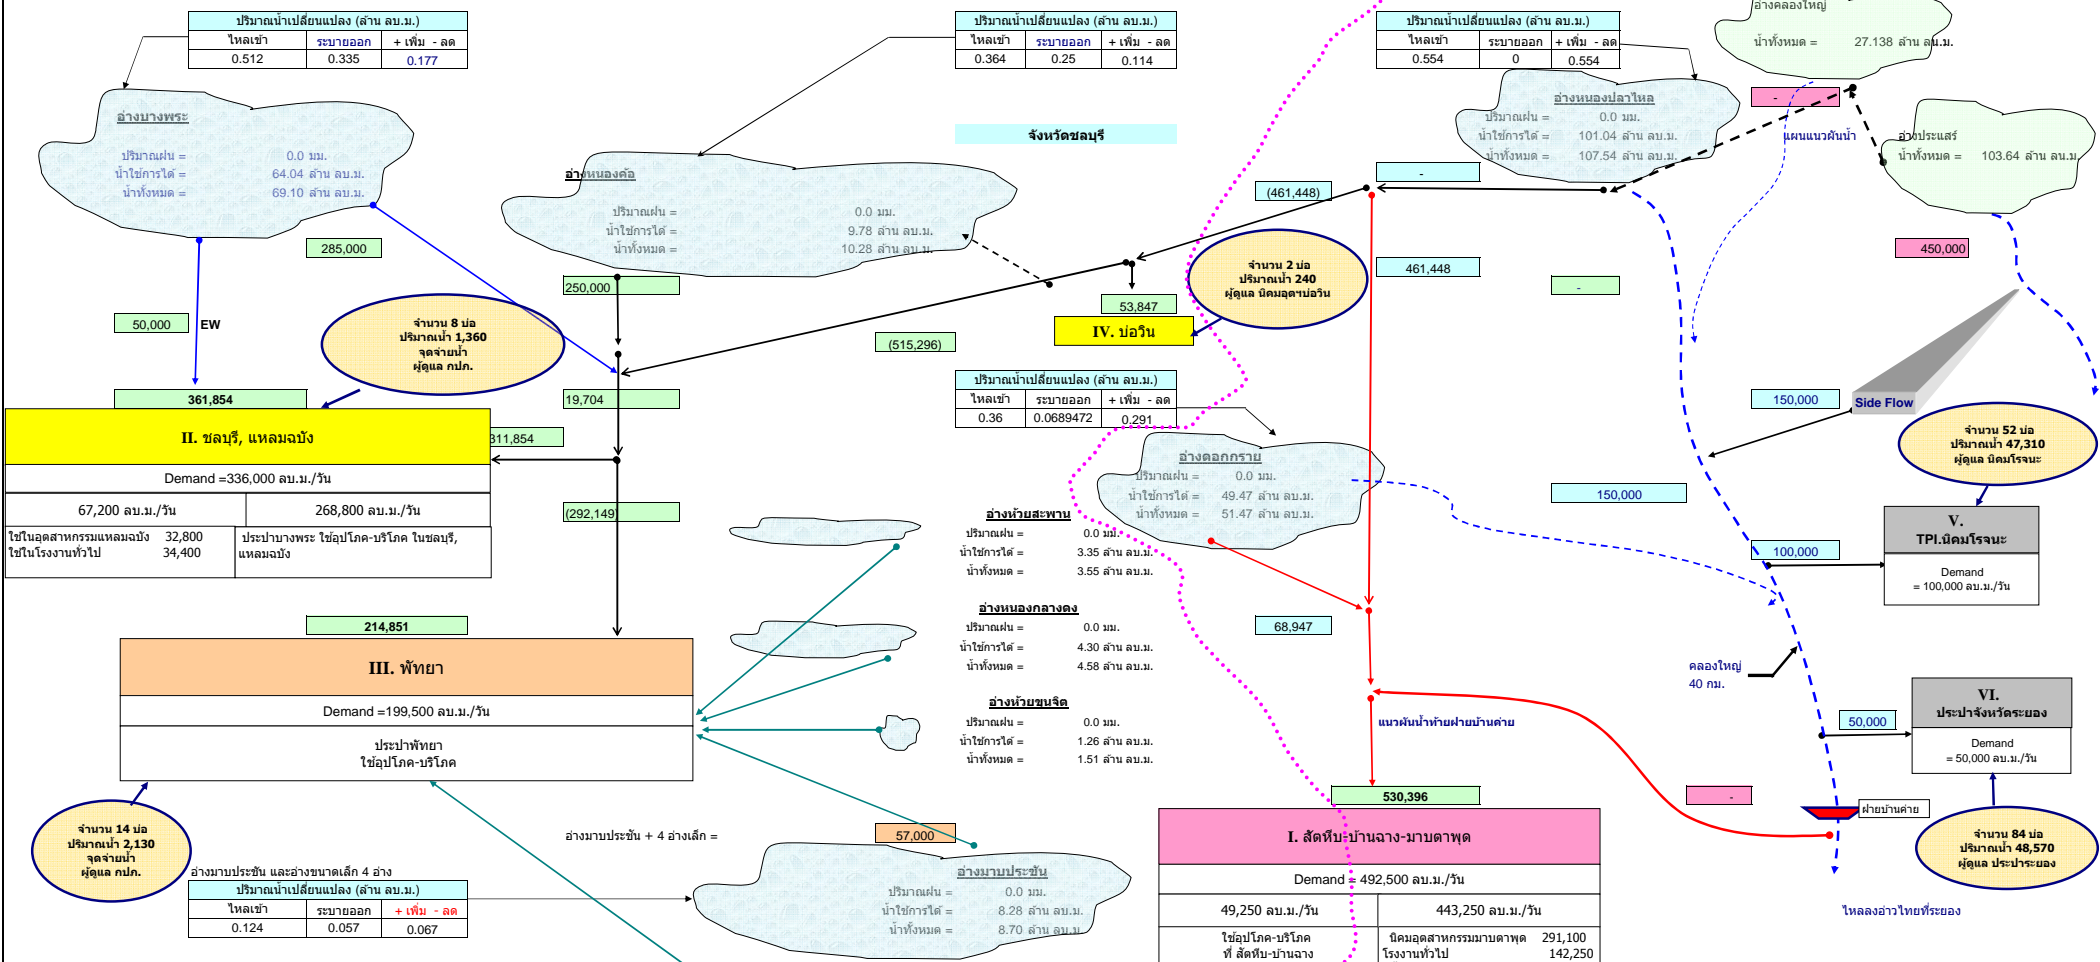 ปริมาณน้ำเปลี่ยนแปลง (ล้าน ลบ.ม.)
ไหลเข้า ระบายออก + เพิ่ม - ลด
0.512 0.335 0.177
อ่างบางพระ
ปริมาณฝน = 0.0 มม.
น้ำใช้การได้ = 64.04 ล้าน ลบ.ม.
น้ำทั้งหมด = 69.10 ล้าน ลบ.ม.
ปริมาณน้ำเปลี่ยนแปลง (ล้าน ลบ.ม.)
ไหลเข้า ระบายออก + เพิ่ม - ลด
0.364 0.25 0.114
จังหวัดชลบุรี
อ่างหนองค้อ
ปริมาณฝน = 0.0 มม.
น้ำใช้การได้ = 9.78 ล้าน ลบ.ม.
น้ำทั้งหมด = 10.28 ล้าน ลบ.ม.
ปริมาณน้ำเปลี่ยนแปลง (ล้าน ลบ.ม.)
ไหลเข้า ระบายออก + เพิ่ม - ลด
0.554 0 0.554
อ่างหนองปลาไหล
ปริมาณฝน = 0.0 มม.
น้ำใช้การได้ = 101.04 ล้าน ลบ.ม.
น้ำทั้งหมด = 107.54 ล้าน ลบ.ม.
อ่างคลองใหญ่
น้ำทั้งหมด = 27.138 ล้าน ลบ.ม.
-
แผนแนวผันน้ำ
อ่างประแสร์
น้ำทั้งหมด = 103.64 ล้าน ลบ.ม.
450,000
-
(461,448)
461,448
-
285,000
50,000 EW
250,000
จำนวน 8 บ่อ
ปริมาณน้ำ 1,360
จุดจ่ายน้ำ
ผู้ดูแล กปภ.
จำนวน 2 บ่อ
ปริมาณน้ำ 240
ผู้ดูแล นิคมอุตฯบ่อวิน
53,847
IV. บ่อวิน
(515,296)
361,854
19,704
311,854
(292,149)
II. ชลบุรี, แหลมฉบัง
Demand =336,000 ลบ.ม./วัน
67,200 ลบ.ม./วัน 268,800 ลบ.ม./วัน
ใช้ในอุตสาหกรรมแหลมฉบัง 32,800
ใช้ในโรงงานทั่วไป 34,400
ประปาบางพระ ใช้อุปโภค-บริโภค ในชลบุรี,
แหลมฉบัง
ปริมาณน้ำเปลี่ยนแปลง (ล้าน ลบ.ม.)
ไหลเข้า ระบายออก + เพิ่ม - ลด
0.36 0.0689472 0.291
อ่างดอกกราย
ปริมาณฝน = 0.0 มม.
น้ำใช้การได้ = 49.47 ล้าน ลบ.ม.
น้ำทั้งหมด = 51.47 ล้าน ลบ.ม.
150,000
Side Flow
จำนวน 52 บ่อ
ปริมาณน้ำ 47,310
ผู้ดูแล นิคมโรจนะ
150,000
100,000
V.
TPI.นิคมโรจนะ
Demand
= 100,000 ลบ.ม./วัน
อ่างห้วยสะพาน
ปริมาณฝน = 0.0 มม.
น้ำใช้การได้ = 3.35 ล้าน ลบ.ม.
น้ำทั้งหมด = 3.55 ล้าน ลบ.ม.
อ่างหนองกลางดง
ปริมาณฝน = 0.0 มม.
น้ำใช้การได้ = 4.30 ล้าน ลบ.ม.
น้ำทั้งหมด = 4.58 ล้าน ลบ.ม.
อ่างห้วยขุนจิต
ปริมาณฝน = 0.0 มม.
น้ำใช้การได้ = 1.26 ล้าน ลบ.ม.
น้ำทั้งหมด = 1.51 ล้าน ลบ.ม.
68,947
คลองใหญ่
40 กม.
แนวผันน้ำท้ายฝายบ้านค่าย
50,000
VI.
ประปาจังหวัดระยอง
Demand
= 50,000 ลบ.ม./วัน
-
ฝายบ้านค่าย
จำนวน 84 บ่อ
ปริมาณน้ำ 48,570
ผู้ดูแล ประปาระยอง
ไหลลงอ่าวไทยที่ระยอง
214,851
III. พัทยา
Demand =199,500 ลบ.ม./วัน
ประปาพัทยา
ใช้อุปโภค-บริโภค
จำนวน 14 บ่อ
ปริมาณน้ำ 2,130
จุดจ่ายน้ำ
ผู้ดูแล กปภ.
อ่างมาบประชัน + 4 อ่างเล็ก = 57,000
อ่างมาบประชัน และอ่างขนาดเล็ก 4 อ่าง
ปริมาณน้ำเปลี่ยนแปลง (ล้าน ลบ.ม.)
ไหลเข้า ระบายออก + เพิ่ม - ลด
0.124 0.057 0.067
อ่างมาบประชัน
ปริมาณฝน = 0.0 มม.
น้ำใช้การได้ = 8.28 ล้าน ลบ.ม.
น้ำทั้งหมด = 8.70 ล้าน ลบ.ม.
530,396
I. สัตหีบ-บ้านฉาง-มาบตาพุด
Demand = 492,500 ลบ.ม./วัน
49,250 ลบ.ม./วัน 443,250 ลบ.ม./วัน
ใช้อุปโภค-บริโภค
ที่ สัตหีบ-บ้านฉาง
นิคมอุตสาหกรรมมาบตาพุด 291,100
โรงงานทั่วไป 142,250